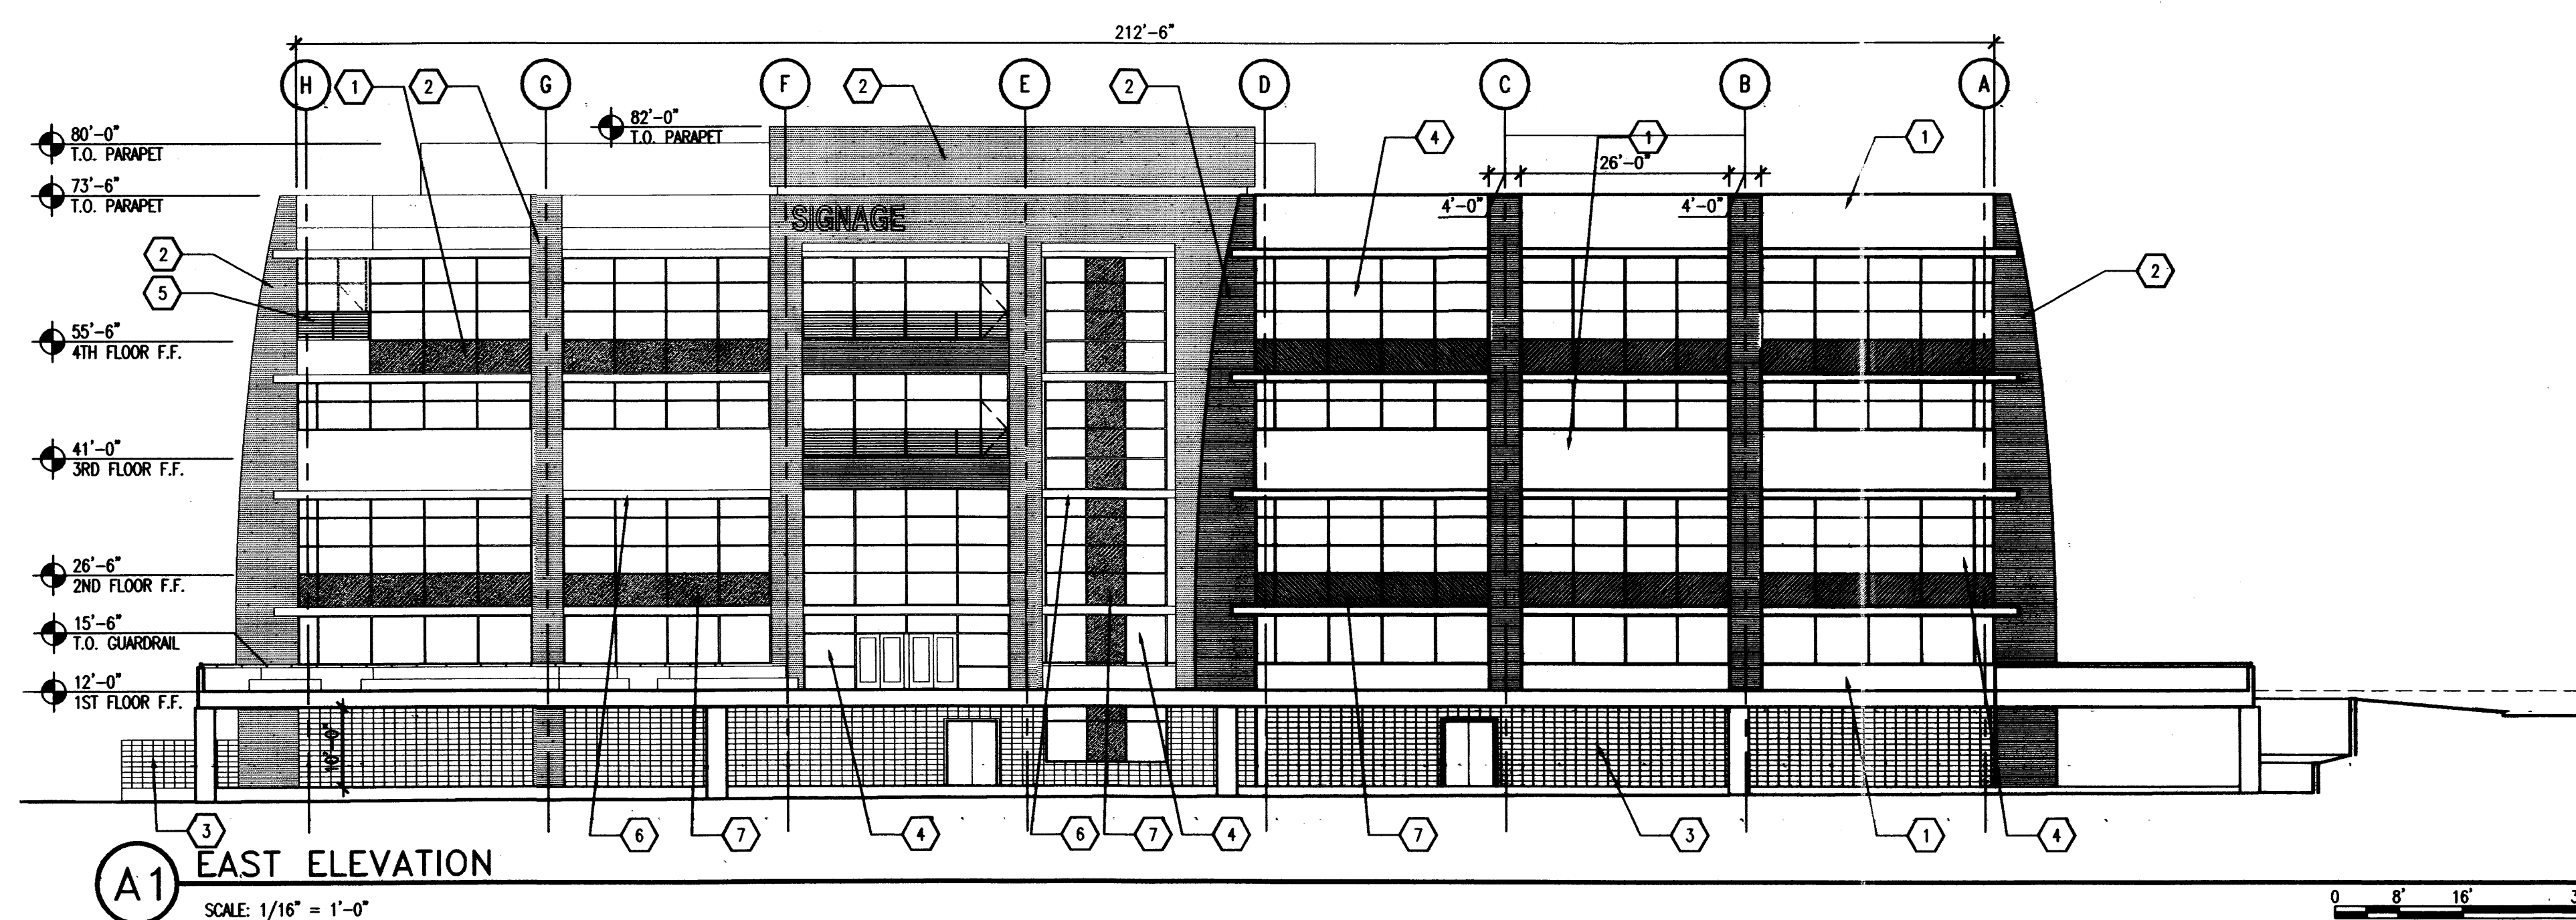 212'-6"
H
1
2
G
F
2
E
2
D
C
B
A
80'-0"
T.O. PARAPET
82'-0"
T.O. PARAPET
4
1
1
26'-0"
73'-6"
T.O. PARAPET
4'-0"
4'-0"
SIGNAGE
2
5
2
55'-6"
4TH FLOOR F.F.
41'-0"
3RD FLOOR F.F.
26'-6"
2ND FLOOR F.F.
15'-6"
T.O. GUARDRAIL
12'-0"
1ST FLOOR F.F.
10'-0"
3
6
7
4
6
7
4
7
3
1
4
A1
EAST ELEVATION
SCALE: 1/16" = 1'-0"
0 8' 16'